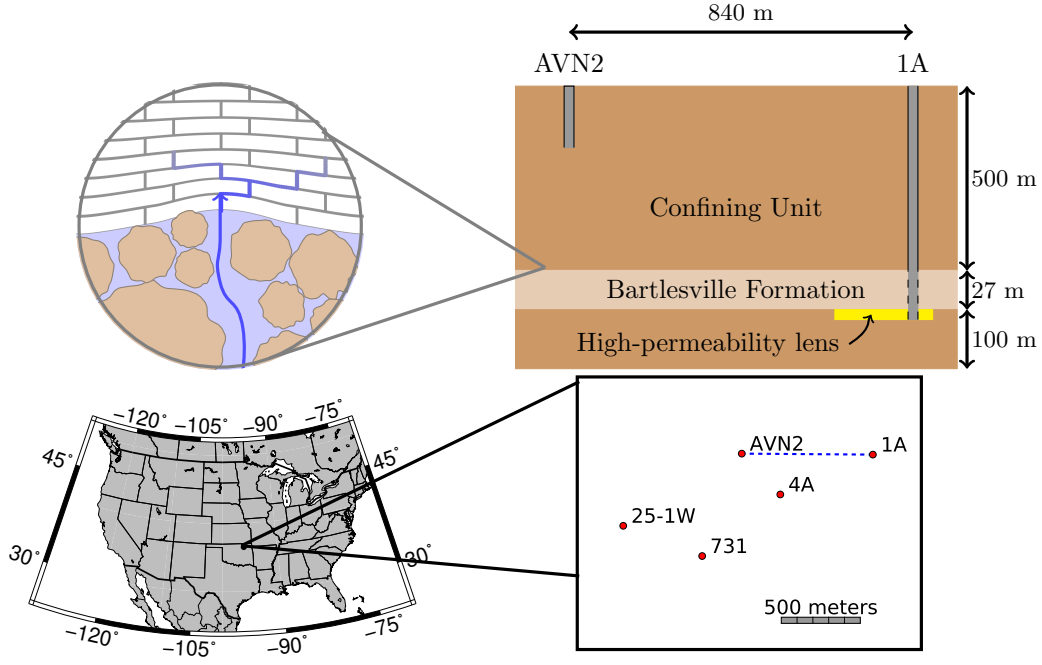 840 m
AVN2
1A
500 m
Confining Unit
Bartlesville Formation
27 m
High-permeability lens
100 m
−120°
−105°
−90°
−75°
45°
45°
30°
30°
−120°
−105°
−90°
−75°
AVN2
1A
4A
25-1W
731
500 meters